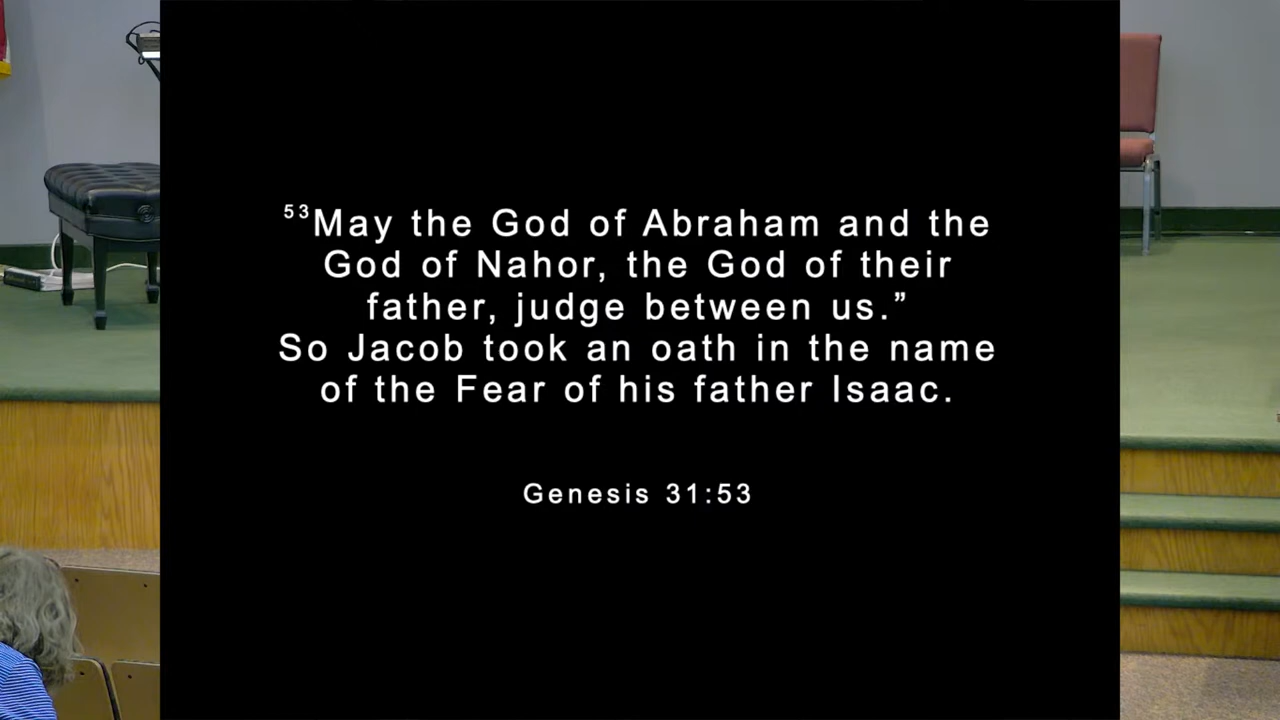 ⁵³May the God of Abraham and the
God of Nahor, the God of their
father, judge between us.”
So Jacob took an oath in the name
of the Fear of his father Isaac.
Genesis 31:53